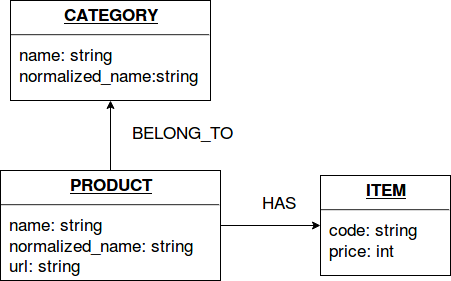 CATEGORY
name: string
normalized_name:string
BELONG_TO
PRODUCT
name: string
normalized_name: string
url: string
HAS
ITEM
code: string
price: int